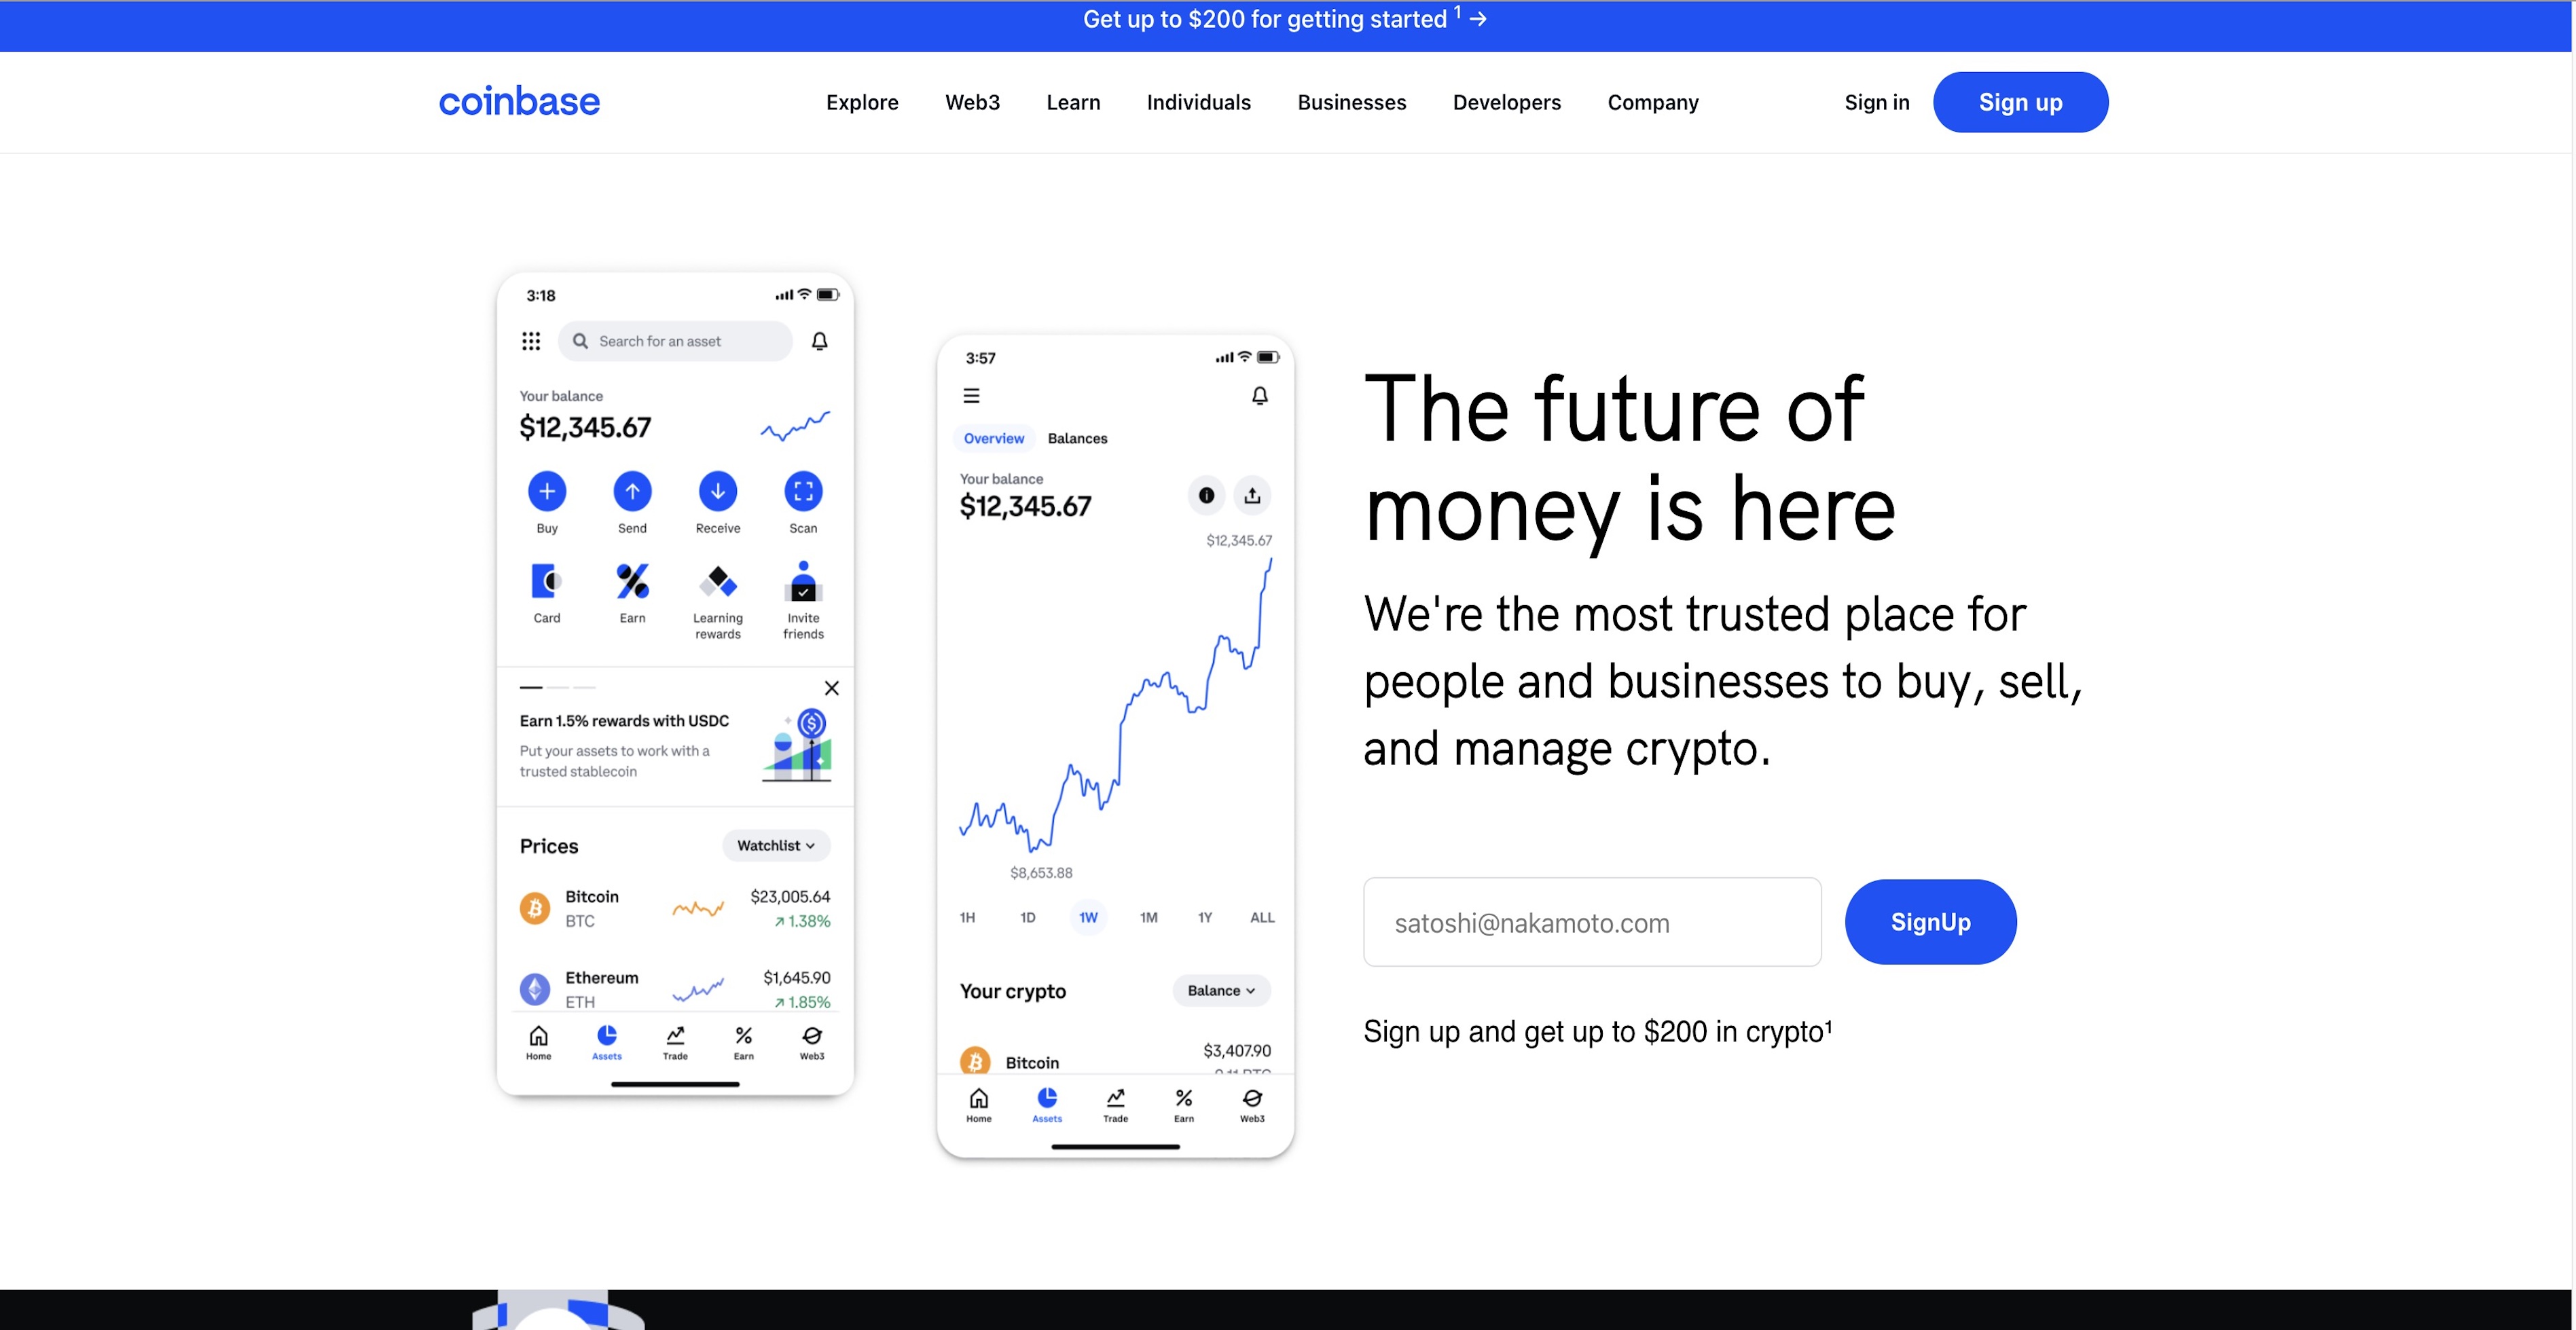 Get up to $200 for getting started ¹ →
coinbase
Explore Web3 Learn Individuals Businesses Developers Company Sign in Sign up
3:18
Search for an asset
Your balance
$12,345.67
Buy Send Receive Scan
Card Earn Learning rewards Invite friends
Earn 1.5% rewards with USDC
Put your assets to work with a
trusted stablecoin
Prices Watchlist
Bitcoin $23,005.64
BTC ↗ 1.38%
Ethereum $1,645.90
ETH ↗ 1.85%
Home Assets Trade Earn Web3
3:57
Overview Balances
Your balance
$12,345.67
$12,345.67
$8,653.88
1H 1D 1W 1M 1Y ALL
Your crypto Balance
Bitcoin $3,407.90
Home Assets Trade Earn Web3
The future of
money is here
We're the most trusted place for
people and businesses to buy, sell,
and manage crypto.
satoshi@nakamoto.com SignUp
Sign up and get up to $200 in crypto¹